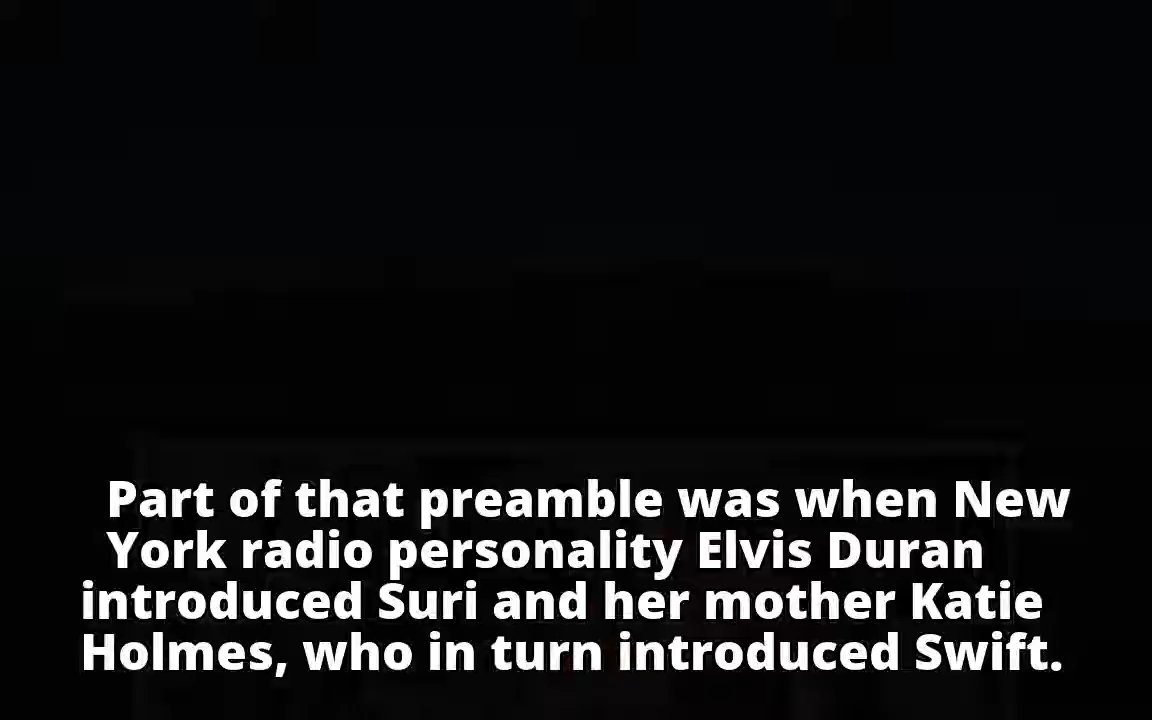 Part of that preamble was when New
York radio personality Elvis Duran
introduced Suri and her mother Katie
Holmes, who in turn introduced Swift.